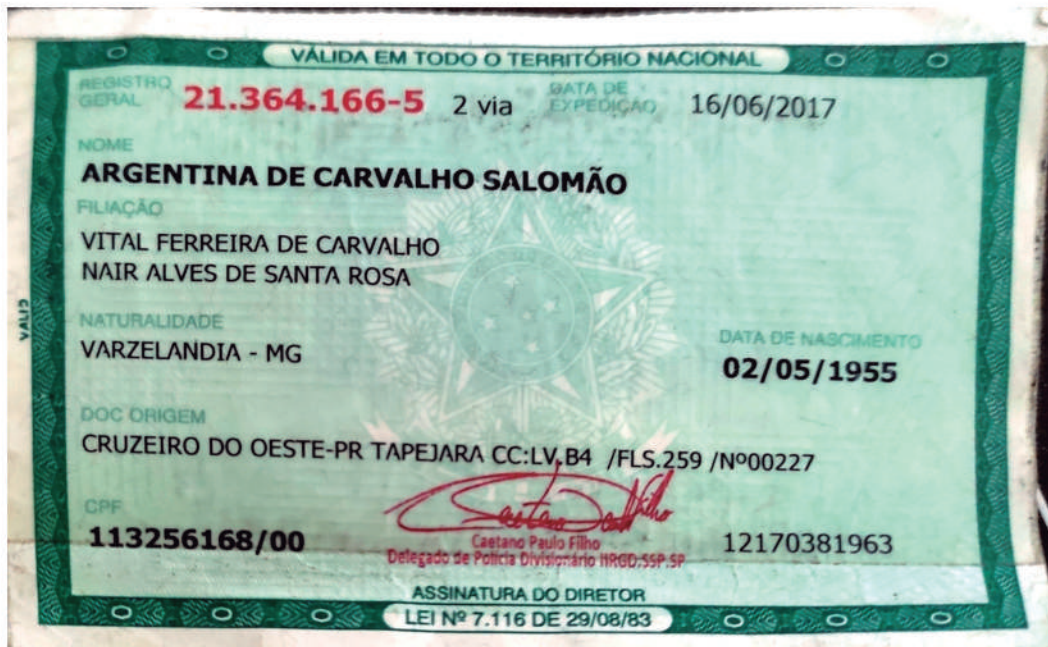 VÁLIDA EM TODO O TERRITÓRIO NACIONAL
REGISTRO GERAL 21.364.166-5 2 via DATA DE EXPEDIÇÃO 16/06/2017
NOME
ARGENTINA DE CARVALHO SALOMÃO
FILIAÇÃO
VITAL FERREIRA DE CARVALHO
NAIR ALVES DE SANTA ROSA
NATURALIDADE
VARZELANDIA - MG
DATA DE NASCIMENTO
02/05/1955
DOC ORIGEM
CRUZEIRO DO OESTE-PR TAPEJARA CC:LV.B4 /FLS.259 /Nº00227
CPF
113256168/00
Caetano Paulo Filho
Delegado de Polícia Divisionário IIRGD.SSP.SP
12170381963
ASSINATURA DO DIRETOR
LEI Nº 7.116 DE 29/08/83